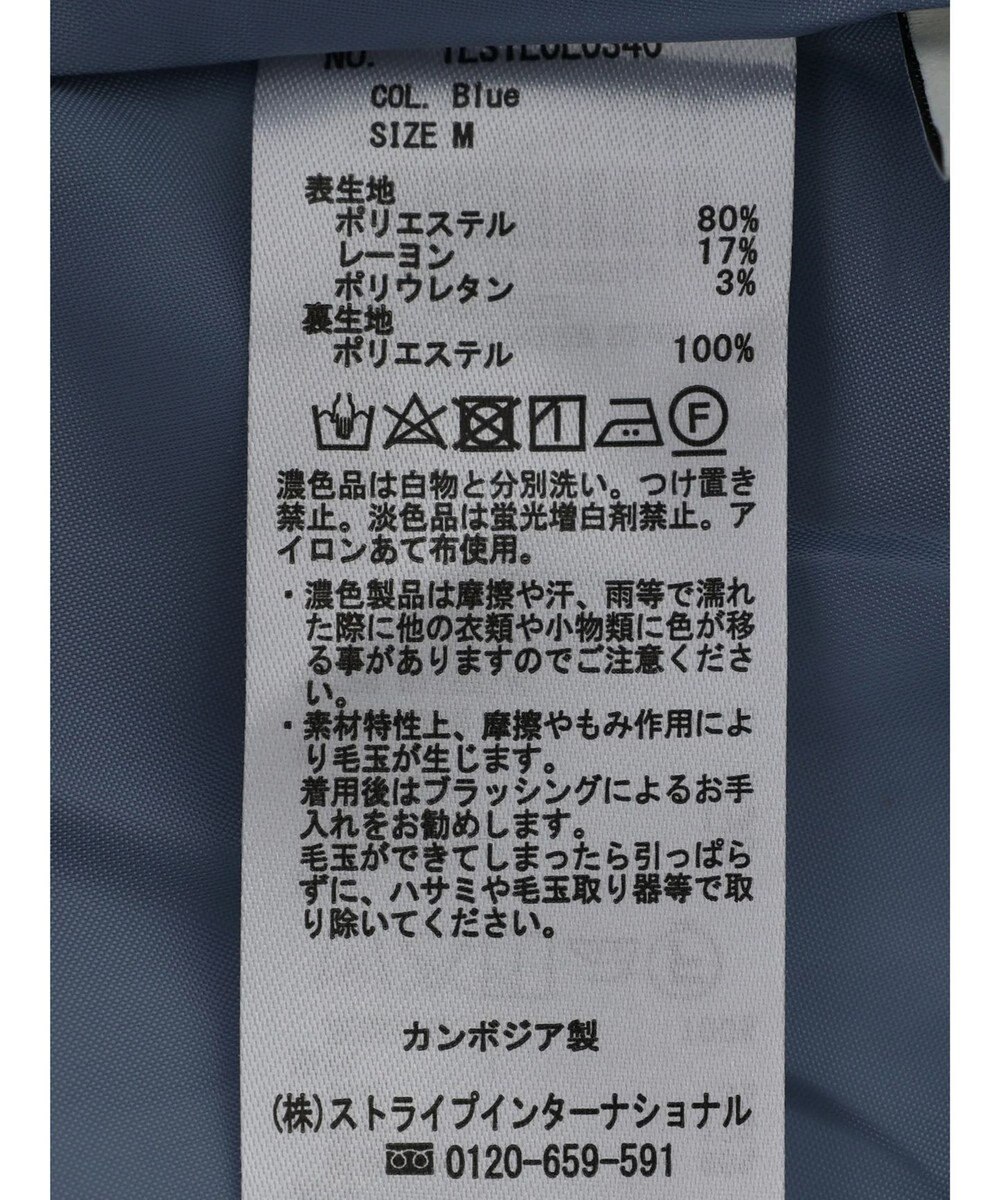 COL. Blue
SIZE M
表生地
ポリエステル 80%
レーヨン 17%
ポリウレタン 3%
裏生地
ポリエステル 100%
F
濃色品は白物と分別洗い。つけ置き
禁止。淡色品は蛍光増白剤禁止。ア
イロンあて布使用。
・濃色製品は摩擦や汗、雨等で濡れ
た際に他の衣類や小物類に色が移
る事がありますのでご注意くださ
い。
・素材特性上、摩擦やもみ作用によ
り毛玉が生じます。
着用後はブラッシングによるお手
入れをお勧めします。
毛玉ができてしまったら引っぱら
ずに、ハサミや毛玉取り器等で取
り除いてください。
カンボジア製
(株)ストライプインターナショナル
0120-659-591